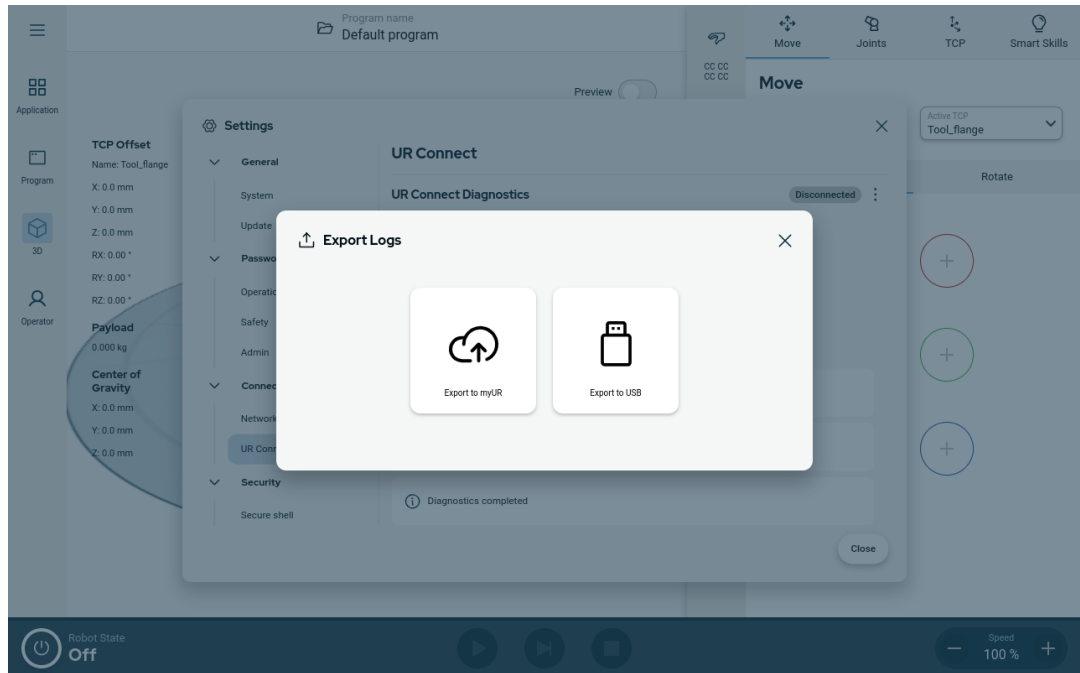 Program name
Default program
Move
Joints
TCP
Smart Skills
CC CC
CC CC
Application
Program
3D
Operator
Preview
Move
Active TCP
Tool_flange
Rotate
TCP Offset
Name: Tool_flange
X: 0.0 mm
Y: 0.0 mm
Z: 0.0 mm
RX: 0.00 °
RY: 0.00 °
RZ: 0.00 °
Payload
0.000 kg
Center of
Gravity
X: 0.0 mm
Y: 0.0 mm
Z: 0.0 mm
Settings
General
System
Update
Passwo
Operatio
Safety
Admin
Connec
Network
UR Conn
Security
Secure shell
UR Connect
UR Connect Diagnostics
Disconnected
Export Logs
Export to myUR
Export to USB
Diagnostics completed
Close
Robot State
Off
Speed
100 %